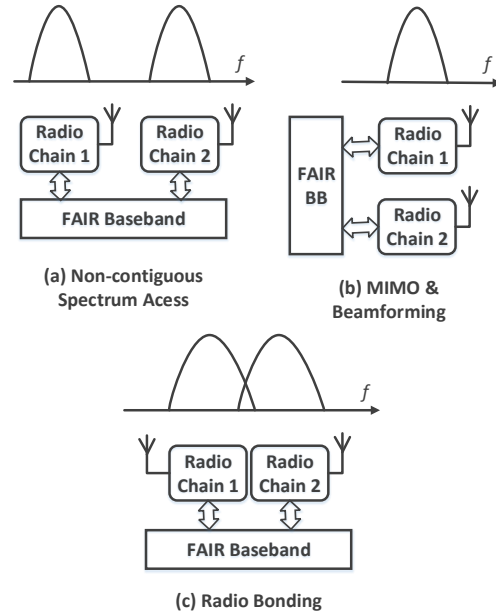 f
Radio
Chain 1
Radio
Chain 2
FAIR Baseband
(a) Non-contiguous
Spectrum Acess
f
FAIR
BB
Radio
Chain 1
Radio
Chain 2
(b) MIMO &
Beamforming
f
Radio
Chain 1
Radio
Chain 2
FAIR Baseband
(c) Radio Bonding